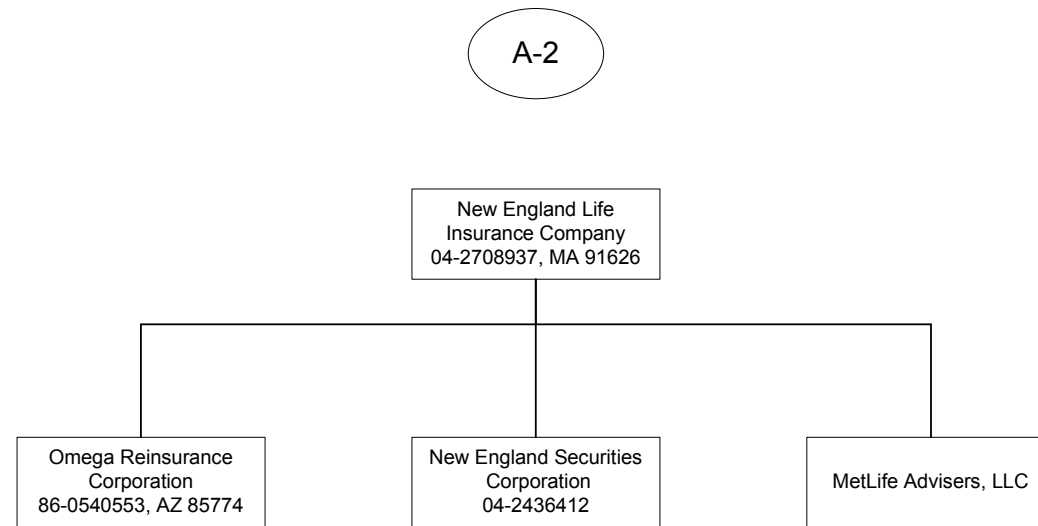 A-2
New England Life
Insurance Company
04-2708937, MA 91626
Omega Reinsurance
Corporation
86-0540553, AZ 85774
New England Securities
Corporation
04-2436412
MetLife Advisers, LLC